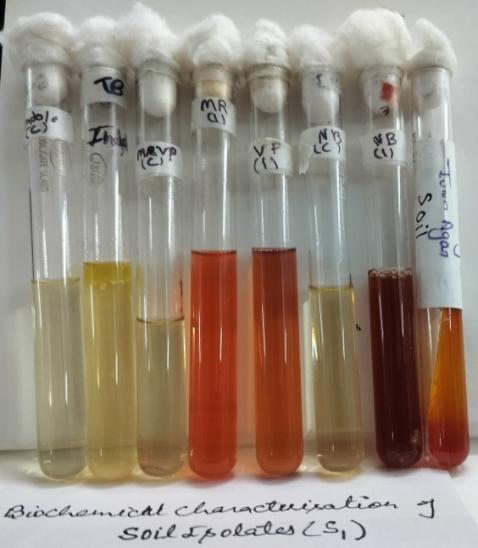 Indole
(C)
TB
Indole
MRVP
(C)
MR
(1)
VP
(1)
NB
(C)
NB
(1)
Iron Agar
Soil
Biochemical Characterisation of
Soil Isolates (S1)